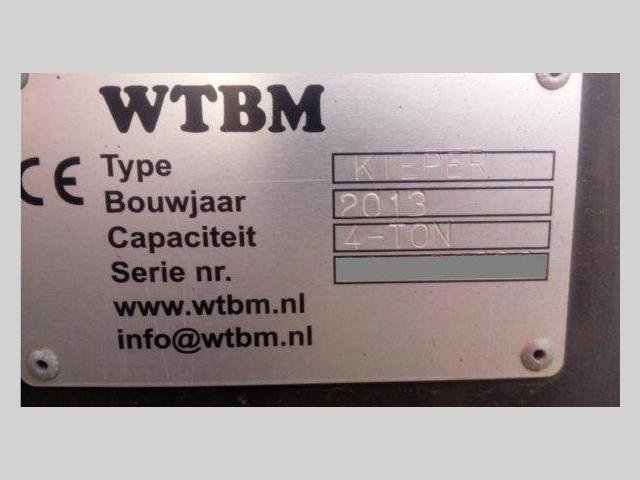 WTBM
CE
Type KIEPER
Bouwjaar 2013
Capaciteit 4-TON
Serie nr.
www.wtbm.nl
info@wtbm.nl